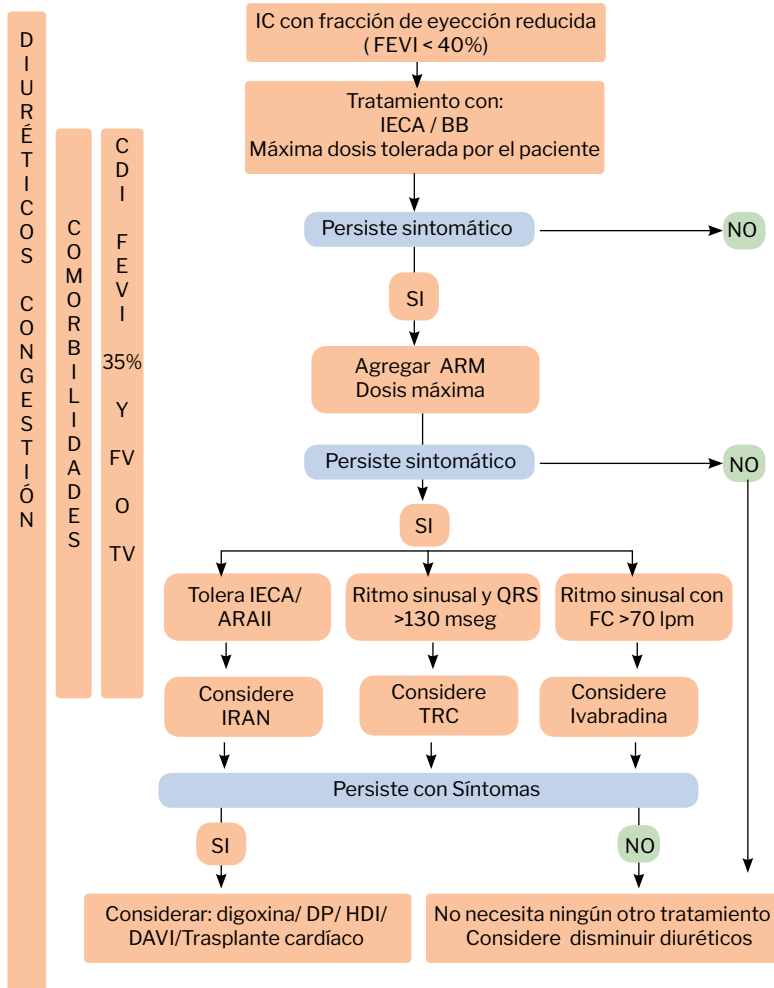 DIURÉTICOS CONGESTIÓN
COMORBILIDADES
CDI FEVI 35% Y FV O TV
IC con fracción de eyección reducida
( FEVI < 40%)
Tratamiento con:
IECA / BB
Máxima dosis tolerada por el paciente
Persiste sintomático
NO
SI
Agregar ARM
Dosis máxima
Persiste sintomático
NO
SI
Tolera IECA/
ARAII
Ritmo sinusal y QRS
>130 mseg
Ritmo sinusal con
FC >70 lpm
Considere
IRAN
Considere
TRC
Considere
Ivabradina
Persiste con Síntomas
SI
NO
Considerar: digoxina/ DP/ HDI/
DAVI/Trasplante cardíaco
No necesita ningún otro tratamiento
Considere disminuir diuréticos